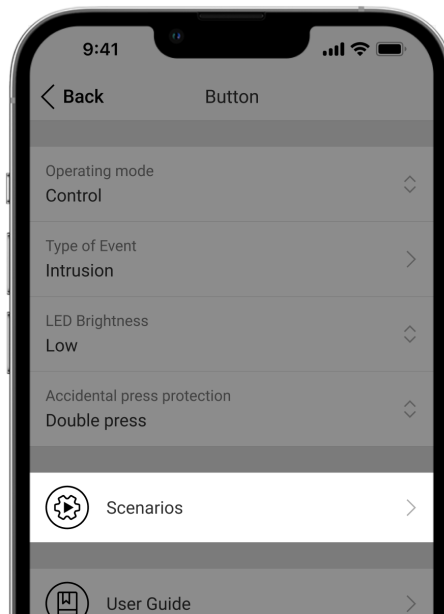 9:41
Back
Button
Operating mode
Control
Type of Event
Intrusion
LED Brightness
Low
Accidental press protection
Double press
Scenarios
User Guide